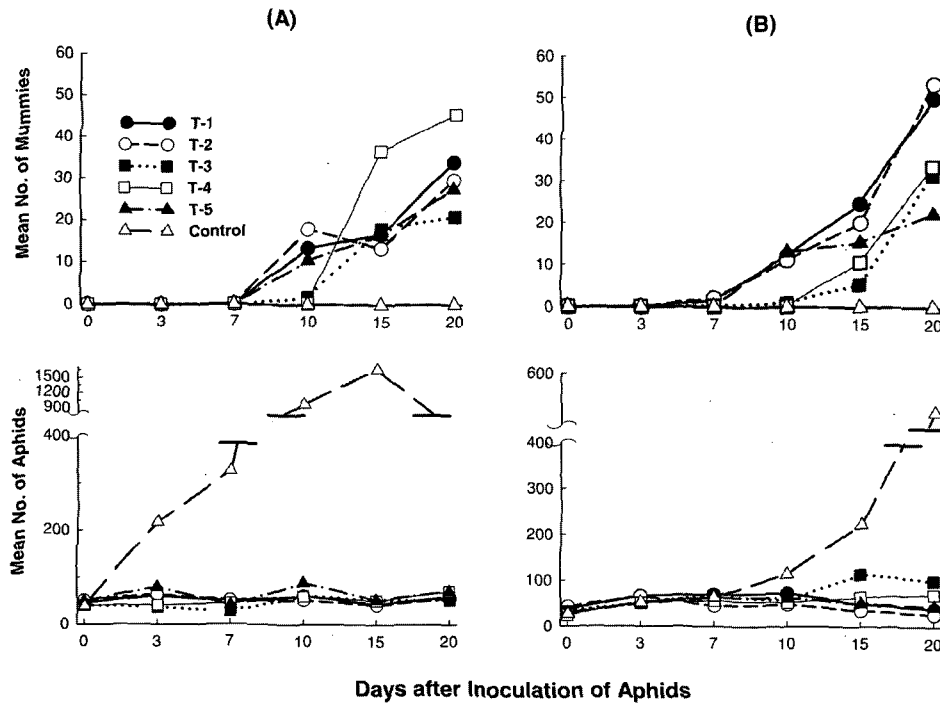 (A)
(B)
Mean No. of Mummies
60
50
40
30
20
10
0
T-1
T-2
T-3
T-4
T-5
Control
0 3 7 10 15 20
60
50
40
30
20
10
0
0 3 7 10 15 20
Mean No. of Aphids
1500
1200
900
400
200
0
0 3 7 10 15 20
600
400
300
200
100
0
0 3 7 10 15 20
Days after Inoculation of Aphids